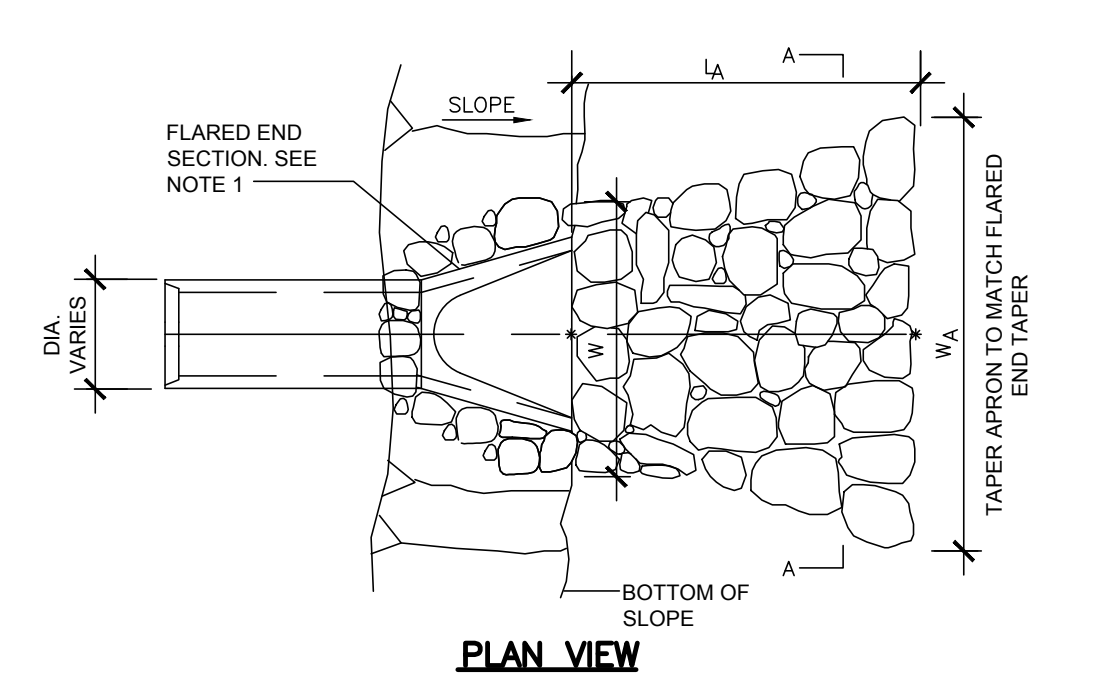 A
LA
SLOPE
FLARED END
SECTION. SEE
NOTE 1
DIA.
VARIES
W
WA
TAPER APRON TO MATCH FLARED
END TAPER
A
BOTTOM OF
SLOPE
PLAN VIEW